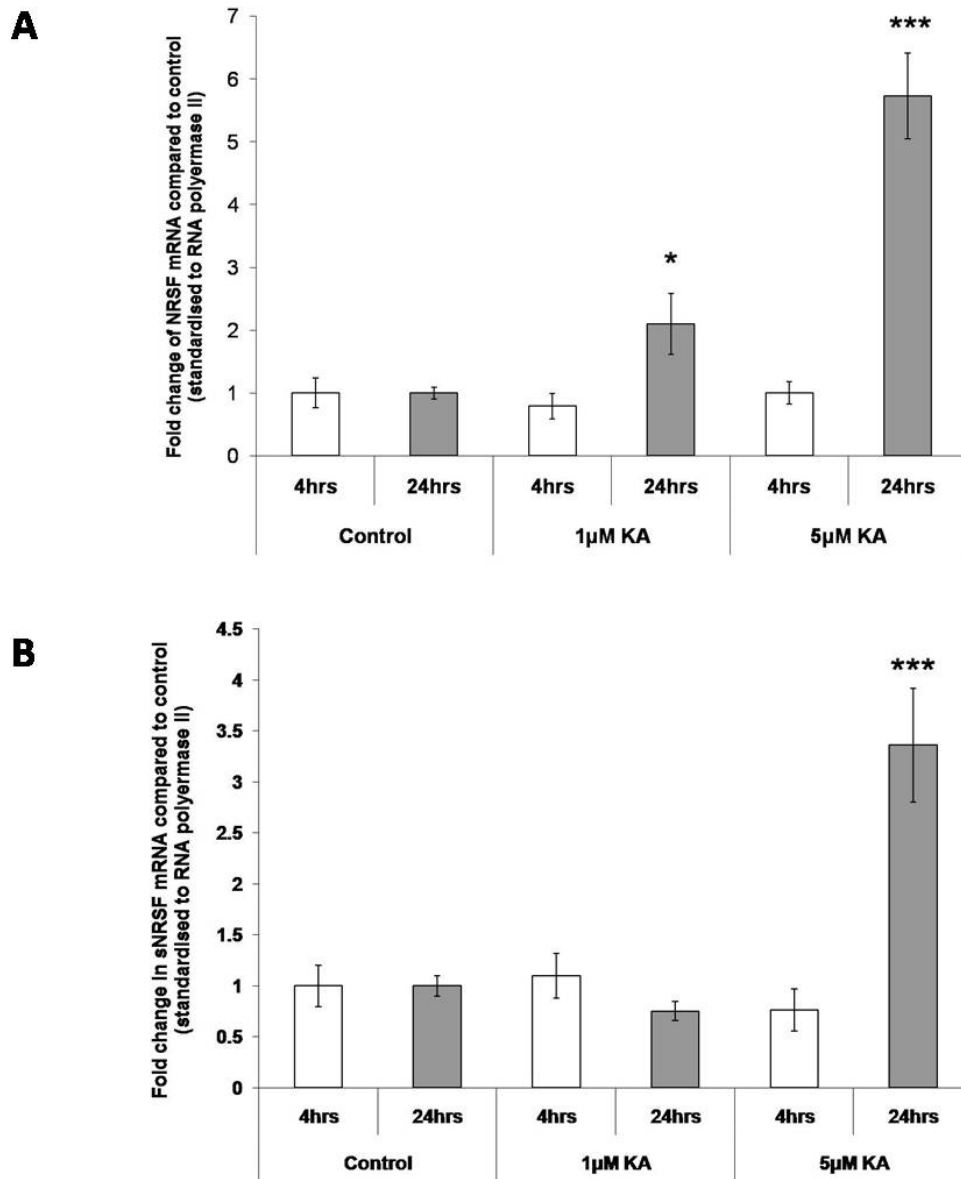 A
Fold change of NRSF mRNA compared to control
(standardised to RNA polyermase II)
7
6
5
4
3
2
1
0
*
***
4hrs 24hrs 4hrs 24hrs 4hrs 24hrs
Control 1µM KA 5µM KA
B
Fold change in sNRSF mRNA compared to control
(standardised to RNA polyermase II)
4.5
4
3.5
3
2.5
2
1.5
1
0.5
0
***
4hrs 24hrs 4hrs 24hrs 4hrs 24hrs
Control 1µM KA 5µM KA